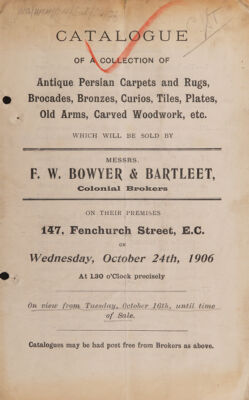 CATALOGUE
OF A COLLECTION OF
Antique Persian Carpets and Rugs,
Brocades, Bronzes, Curios, Tiles, Plates,
Old Arms, Carved Woodwork, etc.
WHICH WILL BE SOLD BY
MESSRS.
F. W. BOWYER & BARTLEET,
Colonial Brokers
ON THEIR PREMISES
147, Fenchurch Street, E.C.
ON
Wednesday, October 24th, 1906
At 1.30 o'Clock precisely
On view from Tuesday, October 16th, until time
of Sale.
Catalogues may be had post free from Brokers as above.